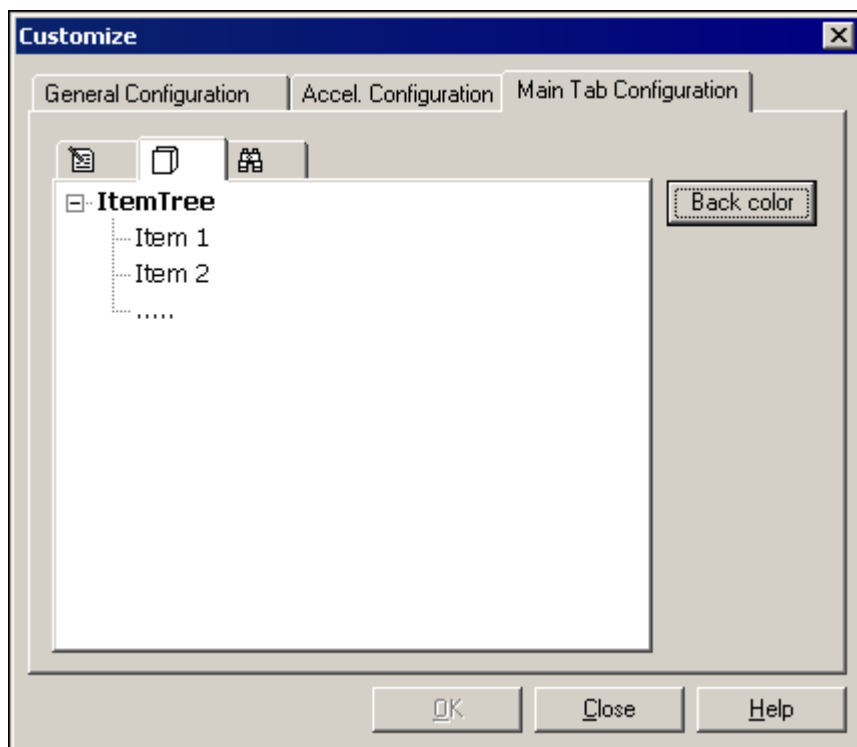 Customize
General Configuration Accel. Configuration Main Tab Configuration
ItemTree
Back color
Item 1
Item 2
.....
OK Close Help